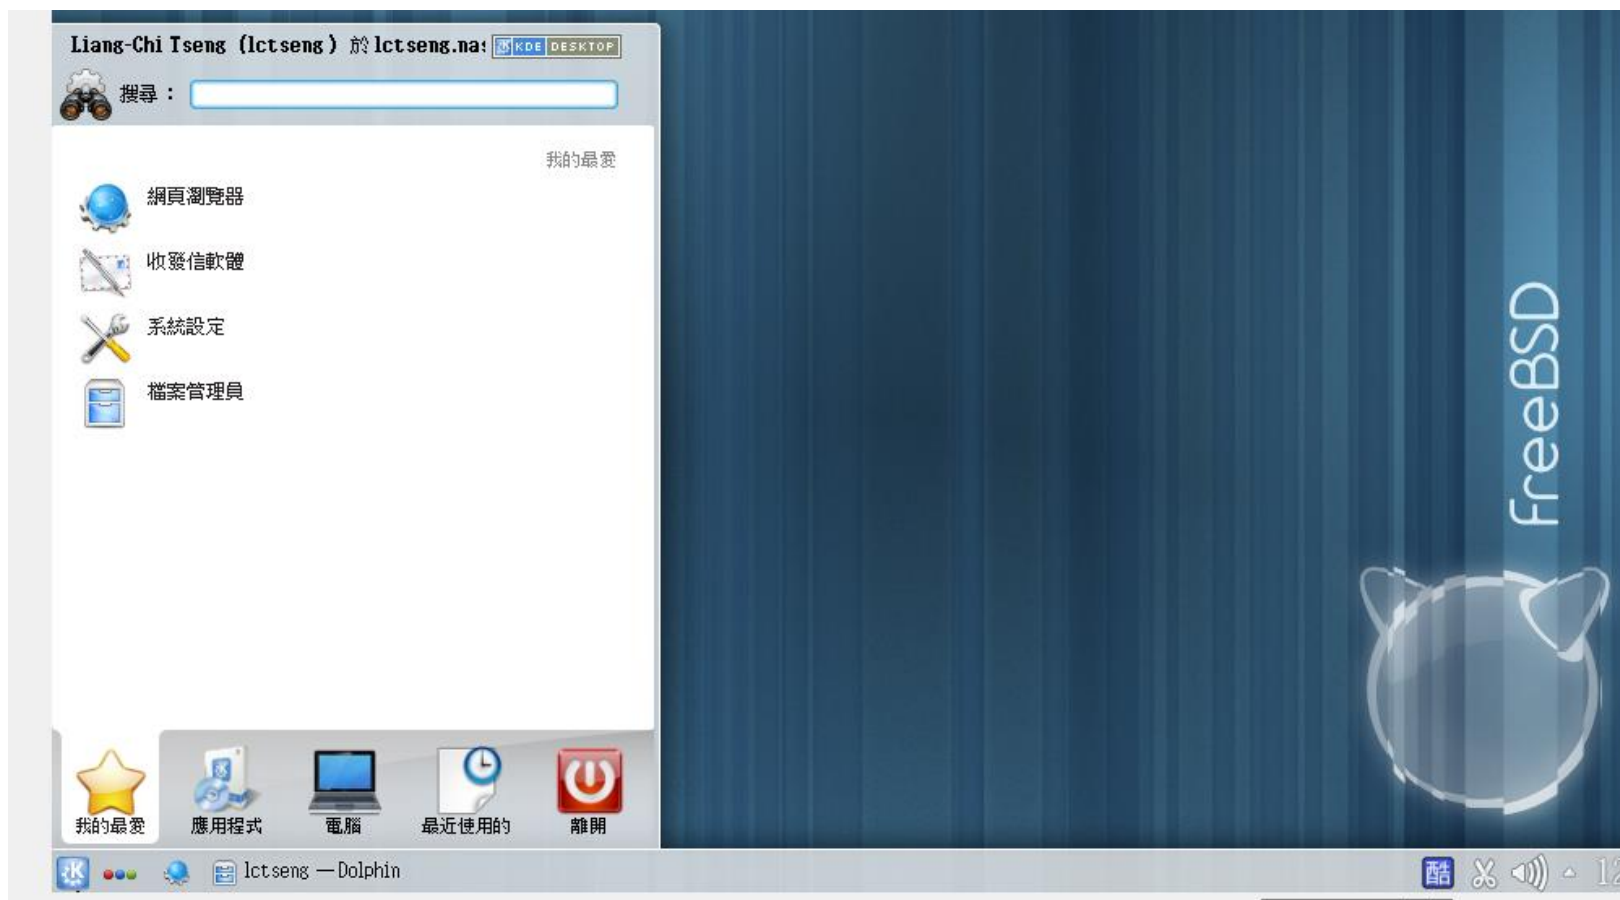 Liang-Chi Tseng (lctseng) 於 lctseng.nas
KDE DESKTOP
搜尋：
我的最愛
網頁瀏覽器
收發信軟體
系統設定
檔案管理員
我的最愛 應用程式 電腦 最近使用的 離開
freeBSD
lctseng — Dolphin
酷
12